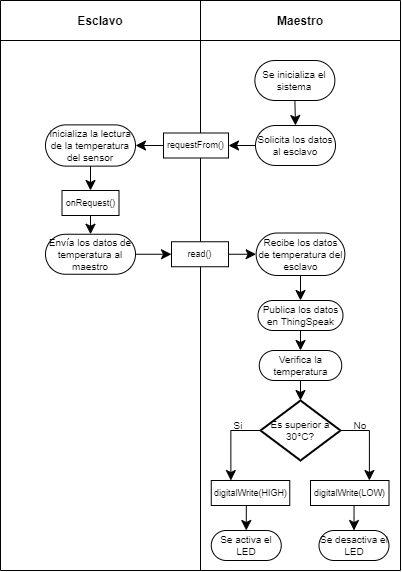 Esclavo
Maestro
Se inicializa el
sistema
Solicita los datos
al esclavo
requestFrom()
Inicializa la lectura
de la temperatura
del sensor
onRequest()
Envía los datos de
temperatura al
maestro
read()
Recibe los datos
de temperatura del
esclavo
Publica los datos
en ThingSpeak
Verifica la
temperatura
Es superior a
30°C?
Si
No
digitalWrite(HIGH)
digitalWrite(LOW)
Se activa el
LED
Se desactiva el
LED